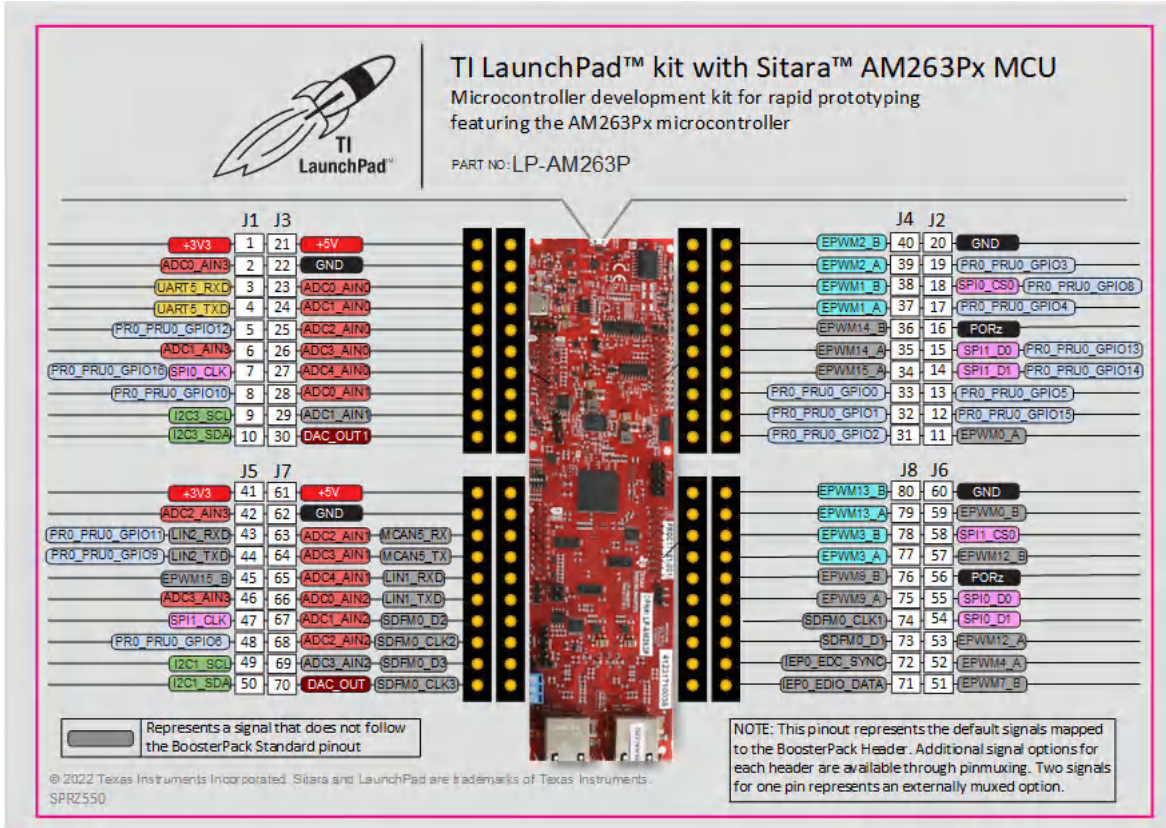 TI LaunchPad™ kit with Sitara™ AM263Px MCU
Microcontroller development kit for rapid prototyping
featuring the AM263Px microcontroller
PART NO: LP-AM263P
TI
LaunchPad™
J1 J3
+3V3 1 21 +5V
ADC0_AIN3 2 22 GND
UART5_RXD 3 23 ADC0_AIN0
UART5_TXD 4 24 ADC1_AIN0
PR0_PRU0_GPIO12 5 25 ADC2_AIN0
ADC1_AIN3 6 26 ADC3_AIN0
PR0_PRU0_GPIO16 SPI0_CLK 7 27 ADC4_AIN0
PR0_PRU0_GPIO10 8 28 ADC0_AIN1
I2C3_SCL 9 29 ADC1_AIN1
I2C3_SDA 10 30 DAC_OUT1
J4 J2
EPWM2_B 40 20 GND
EPWM2_A 39 19 PR0_PRU0_GPIO3
EPWM1_B 38 18 SPI0_CS0 PR0_PRU0_GPIO8
EPWM1_A 37 17 PR0_PRU0_GPIO4
EPWM14_B 36 16 PORz
EPWM14_A 35 15 SPI1_D0 PR0_PRU0_GPIO13
EPWM15_A 34 14 SPI1_D1 PR0_PRU0_GPIO14
PR0_PRU0_GPIO0 33 13 PR0_PRU0_GPIO5
PR0_PRU0_GPIO1 32 12 PR0_PRU0_GPIO15
PR0_PRU0_GPIO2 31 11 EPWM0_A
J5 J7
+3V3 41 61 +5V
ADC2_AIN3 42 62 GND
PR0_PRU0_GPIO11 LIN2_RXD 43 63 ADC2_AIN1 MCAN5_RX
PR0_PRU0_GPIO9 LIN2_TXD 44 64 ADC3_AIN1 MCAN5_TX
EPWM15_B 45 65 ADC4_AIN1 LIN1_RXD
ADC3_AIN3 46 66 ADC0_AIN2 LIN1_TXD
SPI1_CLK 47 67 ADC1_AIN2 SDFM0_D2
PR0_PRU0_GPIO6 48 68 ADC2_AIN2 SDFM0_CLK2
I2C1_SCL 49 69 ADC3_AIN2 SDFM0_D3
I2C1_SDA 50 70 DAC_OUT SDFM0_CLK3
J8 J6
EPWM13_B 80 60 GND
EPWM13_A 79 59 EPWM0_B
EPWM3_B 78 58 SPI1_CS0
EPWM3_A 77 57 EPWM12_B
EPWM9_B 76 56 PORz
EPWM9_A 75 55 SPI0_D0
SDFM0_CLK1 74 54 SPI0_D1
SDFM0_D1 73 53 EPWM12_A
IEP0_EDC_SYNC 72 52 EPWM4_A
IEP0_EDIO_DATA 71 51 EPWM7_B
Represents a signal that does not follow
the BoosterPack Standard pinout
NOTE: This pinout represents the default signals mapped
to the BoosterPack Header. Additional signal options for
each header are available through pinmuxing. Two signals
for one pin represents an externally muxed option.
© 2022 Texas Instruments Incorporated. Sitara and LaunchPad are trademarks of Texas Instruments.
SPRZ550